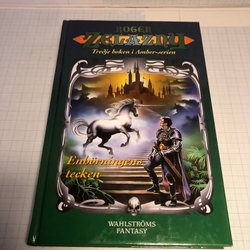 ROGER
ZELAZNY
Tredje boken i Amber-serien
Enhörningens
tecken
WAHLSTRÖMS
FANTASY